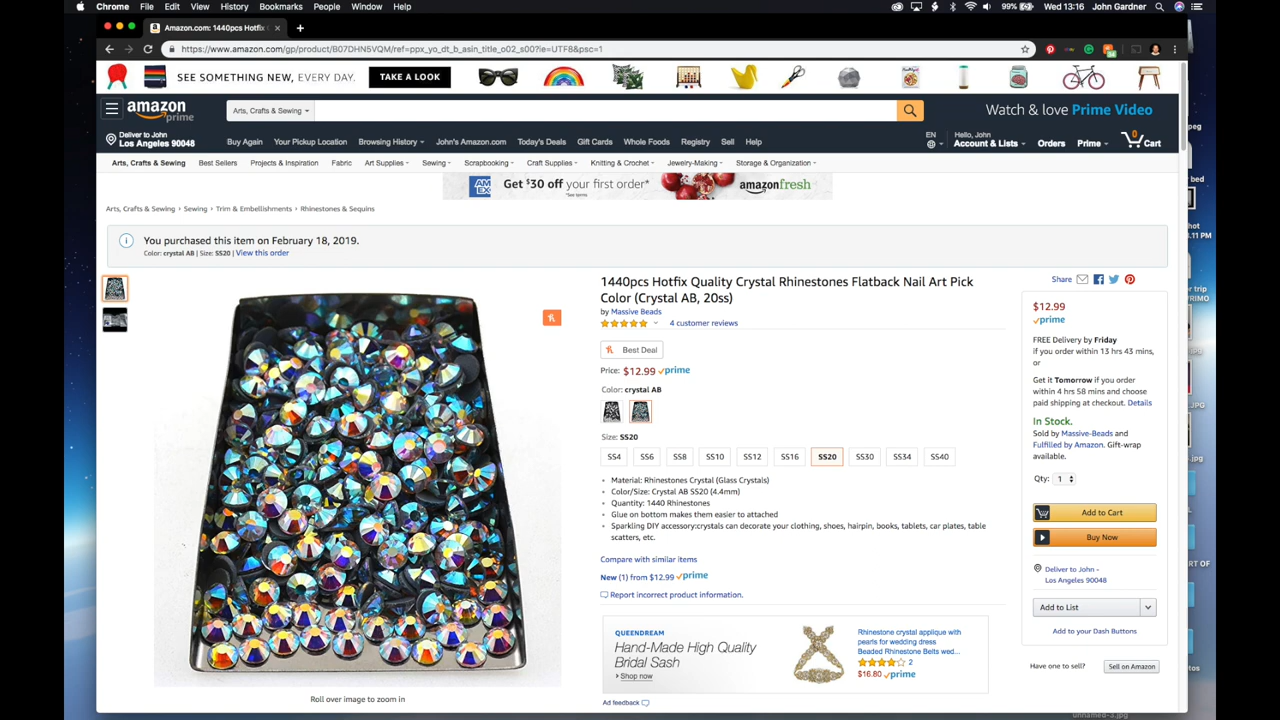 Chrome File Edit View History Bookmarks People Window Help 99% Wed 13:16 John Gardner
Amazon.com: 1440pcs Hotfix
https://www.amazon.com/gp/product/B07DHN5VQM/ref=ppx_yo_dt_b_asin_title_o02_s00?ie=UTF8&psc=1
SEE SOMETHING NEW, EVERY DAY. TAKE A LOOK
amazon prime Arts, Crafts & Sewing Watch & love Prime Video
Deliver to John
Los Angeles 90048
Buy Again Your Pickup Location Browsing History John's Amazon.com Today's Deals Gift Cards Whole Foods Registry Sell Help
EN Hello, John
Account & Lists Orders Prime 0 Cart
Arts, Crafts & Sewing Best Sellers Projects & Inspiration Fabric Art Supplies Sewing Scrapbooking Craft Supplies Knitting & Crochet Jewelry-Making Storage & Organization
AM EX Get $30 off your first order* *See terms amazonfresh
Arts, Crafts & Sewing › Sewing › Trim & Embellishments › Rhinestones & Sequins
You purchased this item on February 18, 2019.
Color: crystal AB | Size: SS20 | View this order
1440pcs Hotfix Quality Crystal Rhinestones Flatback Nail Art Pick
Color (Crystal AB, 20ss)
by Massive Beads
4 customer reviews
Best Deal
Price: $12.99 prime
Color: crystal AB
Size: SS20
SS4 SS6 SS8 SS10 SS12 SS16 SS20 SS30 SS34 SS40
• Material: Rhinestones Crystal (Glass Crystals)
• Color/Size: Crystal AB SS20 (4.4mm)
• Quantity: 1440 Rhinestones
• Glue on bottom makes them easier to attached
• Sparkling DIY accessory:crystals can decorate your clothing, shoes, hairpin, books, tablets, car plates, table
scatters, etc.
Compare with similar items
New (1) from $12.99 prime
Report incorrect product information.
QUEENDREAM
Hand-Made High Quality
Bridal Sash
› Shop now
Rhinestone crystal applique with
pearls for wedding dress
Beaded Rhinestone Belts wed...
2
$16.80 prime
Ad feedback
Roll over image to zoom in
Share
$12.99
prime
FREE Delivery by Friday
if you order within 13 hrs 43 mins,
or
Get it Tomorrow if you order
within 4 hrs 58 mins and choose
paid shipping at checkout. Details
In Stock.
Sold by Massive-Beads and
Fulfilled by Amazon. Gift-wrap
available.
Qty: 1
Add to Cart
Buy Now
Deliver to John -
Los Angeles 90048
Add to List
Add to your Dash Buttons
Have one to sell? Sell on Amazon
unnamed-3.jpg